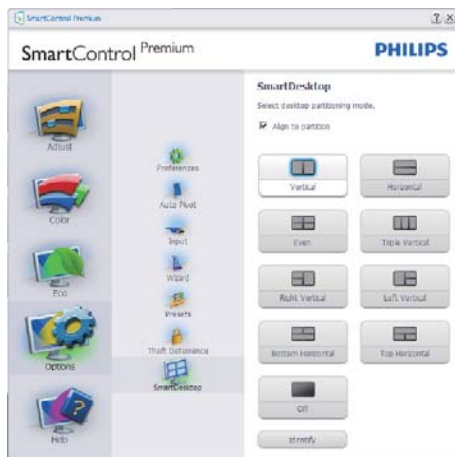 SmartControl Premium
SmartControl Premium
PHILIPS
Adjust
Color
Eco
Options
Help
Preferences
Auto Pivot
Input
Wizard
Presets
Theft Deterrence
SmartDesktop
SmartDesktop
Select desktop partitioning mode.
Align to partition
Vertical
Horizontal
Even
Triple Vertical
Right Vertical
Left Vertical
Bottom Horizontal
Top Horizontal
Off
Identify